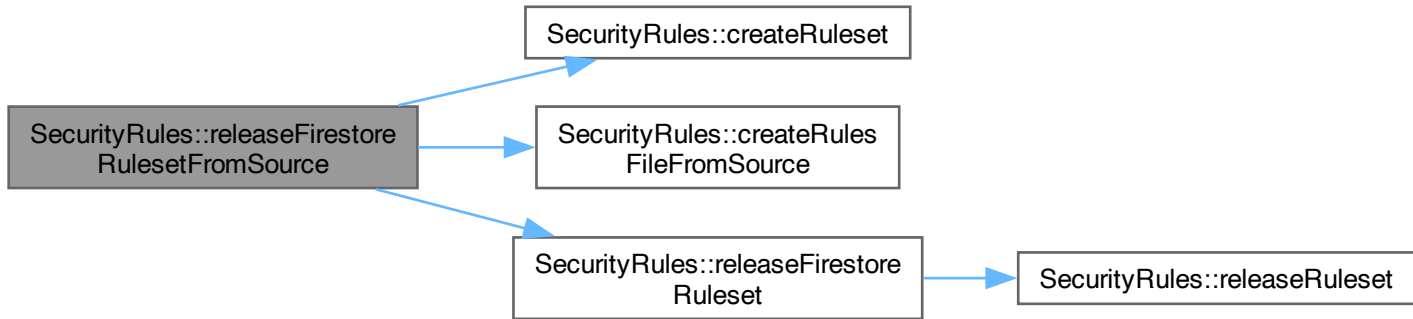 SecurityRules::createRuleset
SecurityRules::releaseFirestore
RulesetFromSource
SecurityRules::createRules
FileFromSource
SecurityRules::releaseFirestore
Ruleset
SecurityRules::releaseRuleset